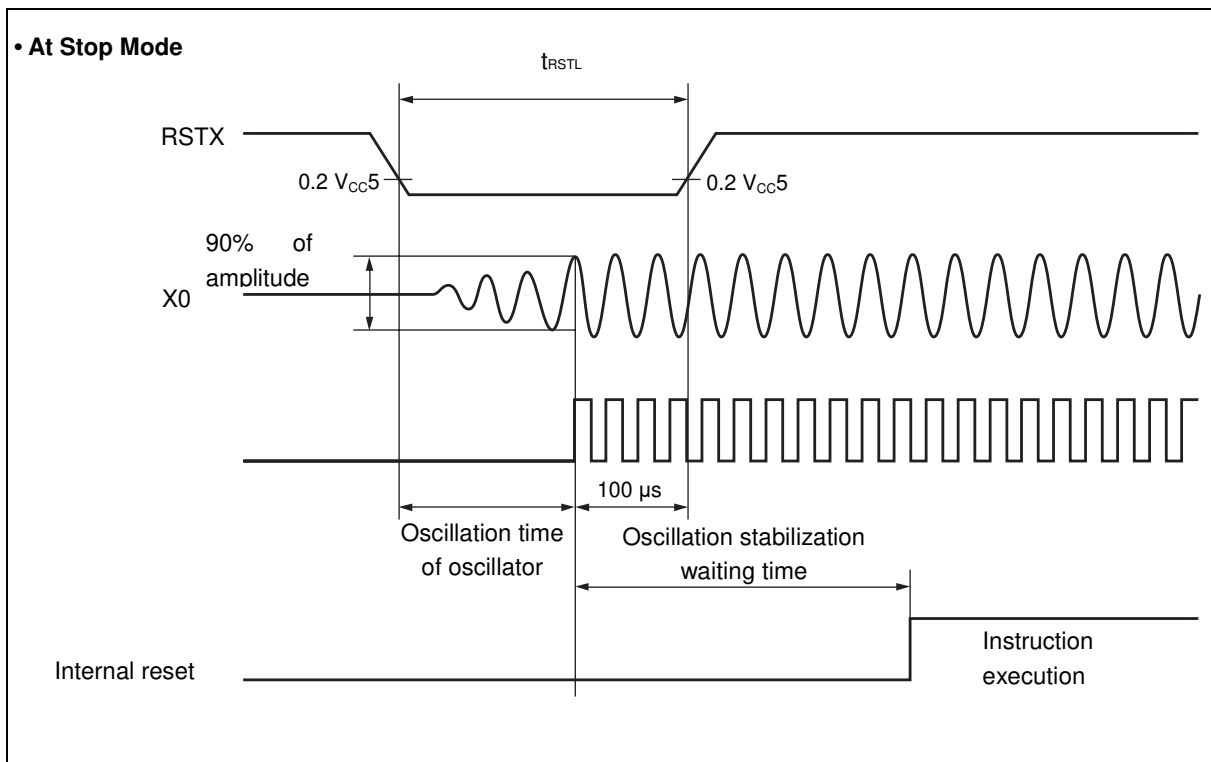 • At Stop Mode
tRSTL
RSTX
0.2 VCC5
0.2 VCC5
90% of
amplitude
X0
100 µs
Oscillation time
of oscillator
Oscillation stabilization
waiting time
Internal reset
Instruction
execution